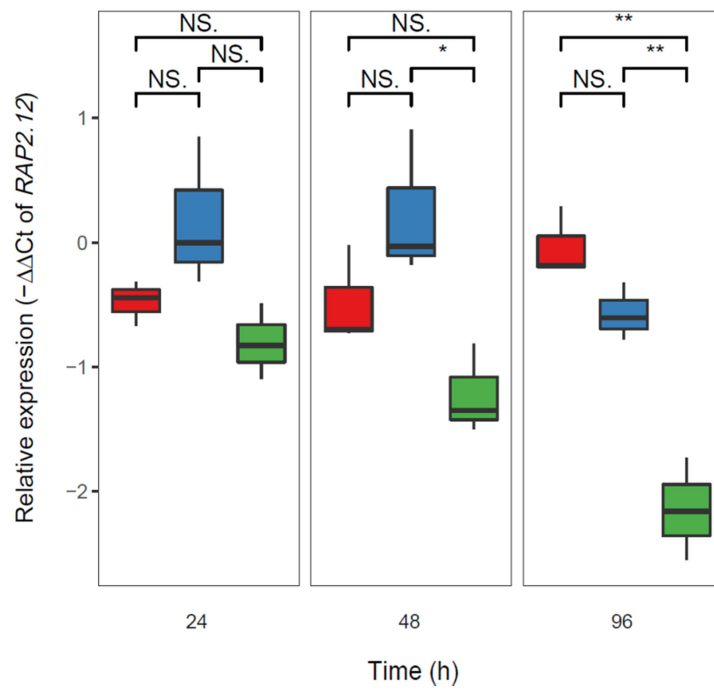 NS.
NS.
NS.
NS.
NS.
*
**
NS.
**
1
0
−1
−2
Relative expression (−ΔΔCt of RAP2.12)
24
48
96
Time (h)